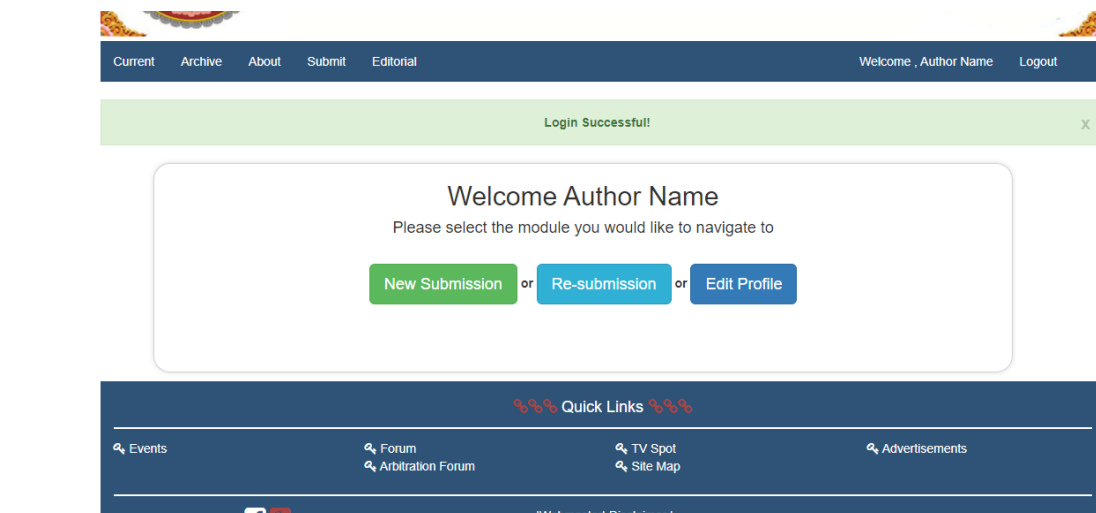 Current Archive About Submit Editorial Welcome , Author Name Logout
Login Successful!
x
Welcome Author Name
Please select the module you would like to navigate to
New Submission or Re-submission or Edit Profile
Quick Links
Events Forum TV Spot Advertisements
Arbitration Forum Site Map